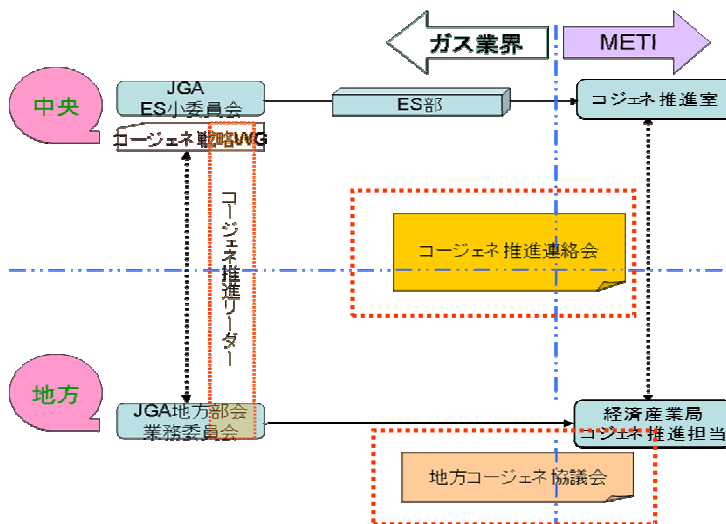 ガス業界
METI
中央
JGA
ES小委員会
ES部
コジェネ推進室
コージェネ戦略WG
コージェネ推進リーダー
コージェネ推進連絡会
地方
JGA地方部会
業務委員会
経済産業局
コジェネ推進担当
地方コージェネ協議会